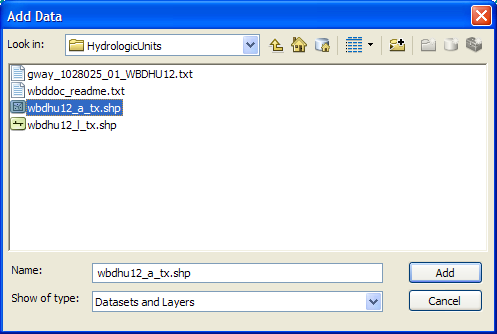 Add Data
Look in: HydrologicUnits
gway_1028025_01_WBDHU12.txt
wbddoc_readme.txt
wbdhu12_a_tx.shp
wbdhu12_l_tx.shp
Name: wbdhu12_a_tx.shp Add
Show of type: Datasets and Layers Cancel